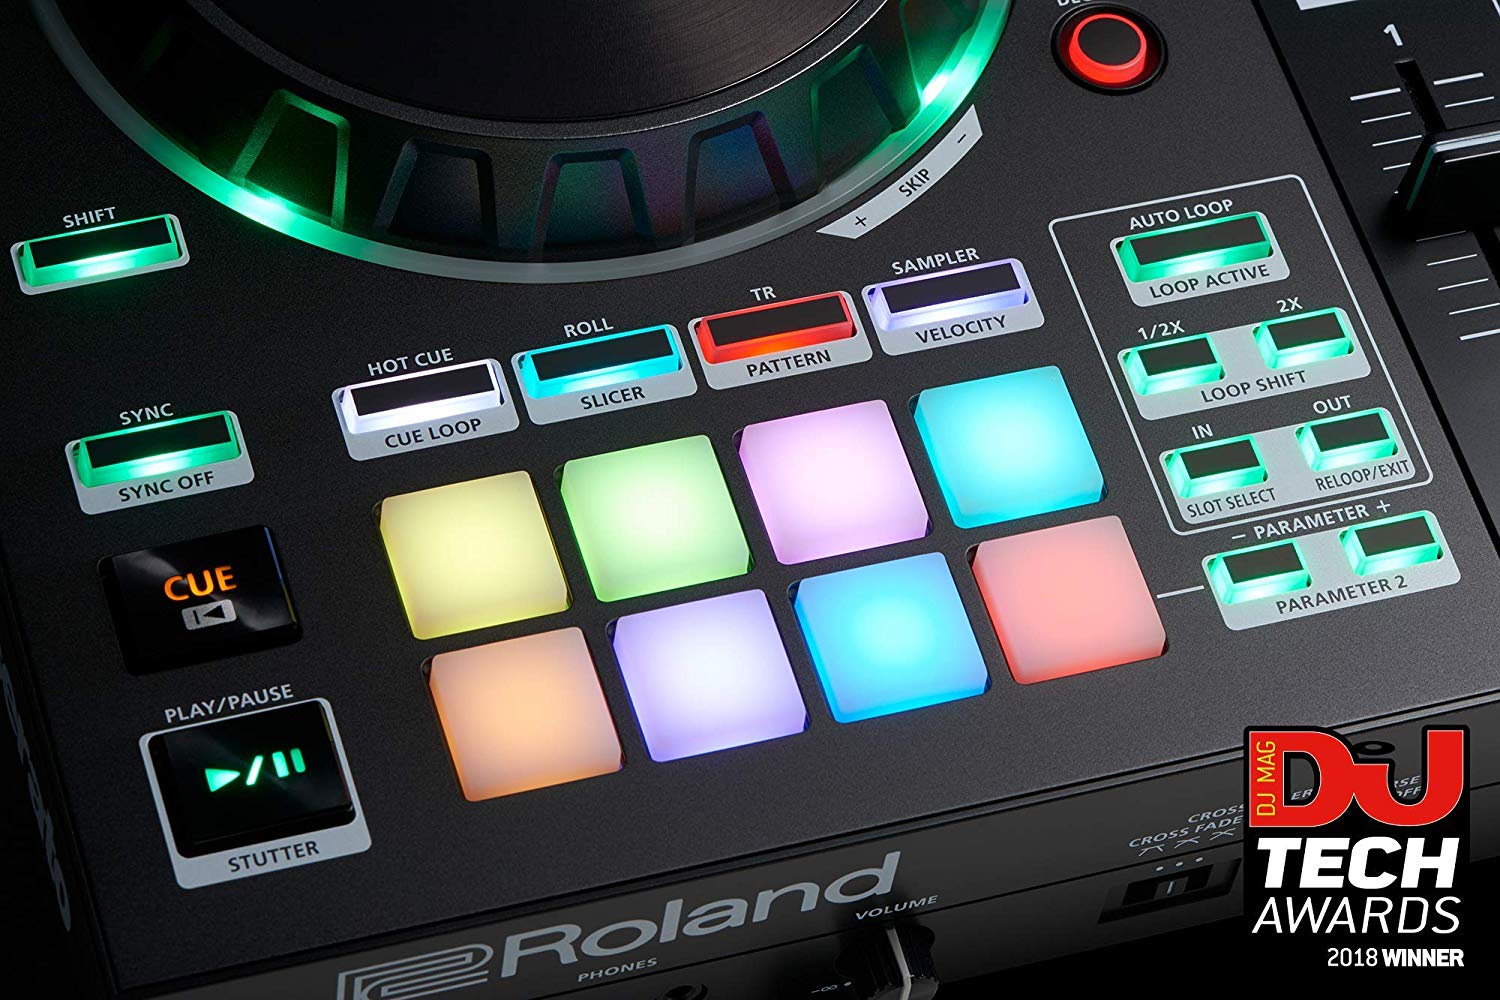 1
SHIFT
+ SKIP −
AUTO LOOP
LOOP ACTIVE
1/2X
2X
LOOP SHIFT
IN
OUT
SLOT SELECT
RELOOP/EXIT
− PARAMETER +
PARAMETER 2
HOT CUE
CUE LOOP
ROLL
SLICER
TR
PATTERN
SAMPLER
VELOCITY
SYNC
SYNC OFF
CUE
PLAY/PAUSE
STUTTER
Roland
PHONES
VOLUME
-∞
CROSS FADE
DJ MAG
DJ
TECH
AWARDS
2018 WINNER